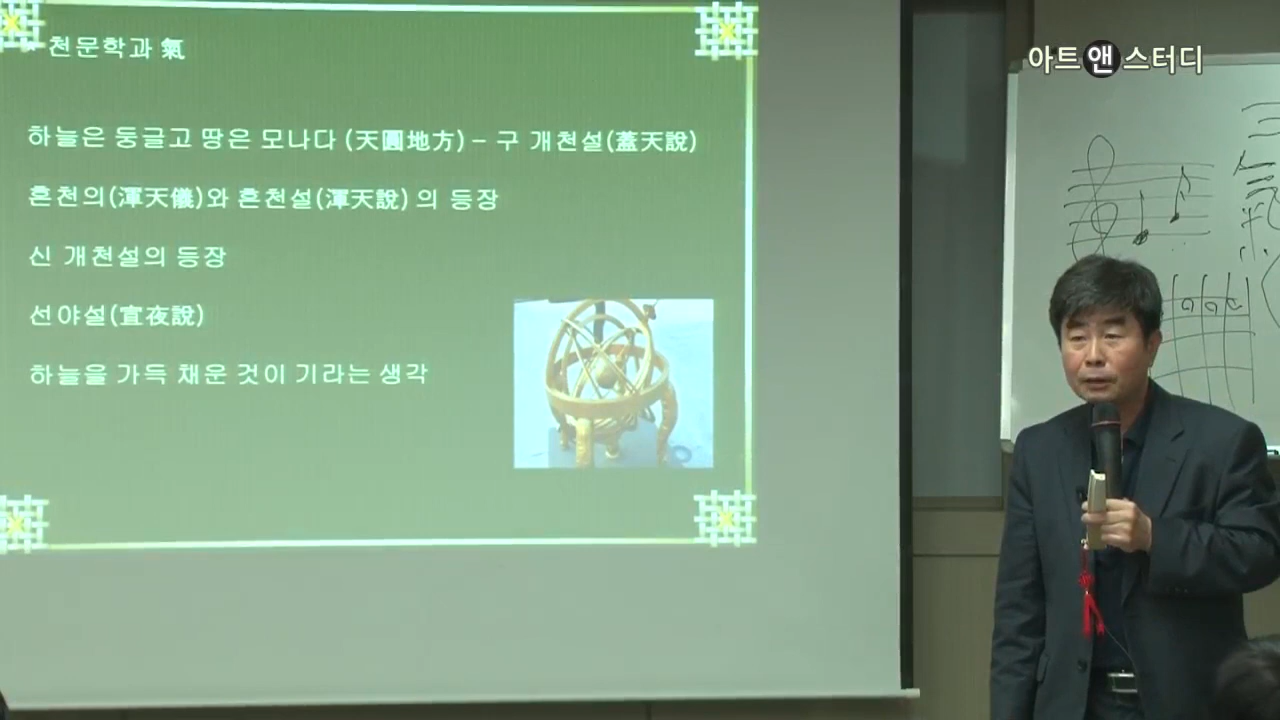 천문학과 氣
하늘은 둥글고 땅은 모나다 (天圓地方) – 구 개천설(蓋天說)
혼천의(渾天儀)와 혼천설(渾天說) 의 등장
신 개천설의 등장
선야설(宣夜說)
하늘을 가득 채운 것이 기라는 생각
아트앤스터디
三
氣